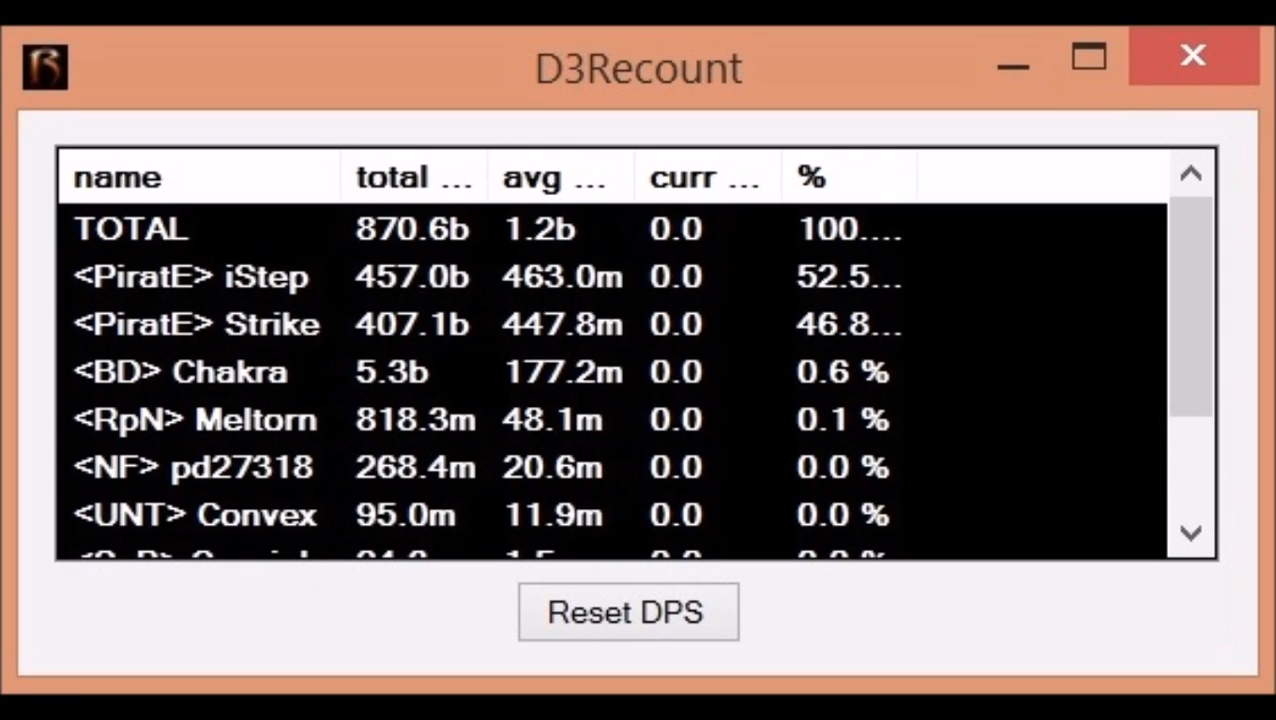 D3Recount
name total ... avg ... curr ... %
TOTAL 870.6b 1.2b 0.0 100....
<PiratE> iStep 457.0b 463.0m 0.0 52.5...
<PiratE> Strike 407.1b 447.8m 0.0 46.8...
<BD> Chakra 5.3b 177.2m 0.0 0.6 %
<RpN> Meltorn 818.3m 48.1m 0.0 0.1 %
<NF> pd27318 268.4m 20.6m 0.0 0.0 %
<UNT> Convex 95.0m 11.9m 0.0 0.0 %
Reset DPS